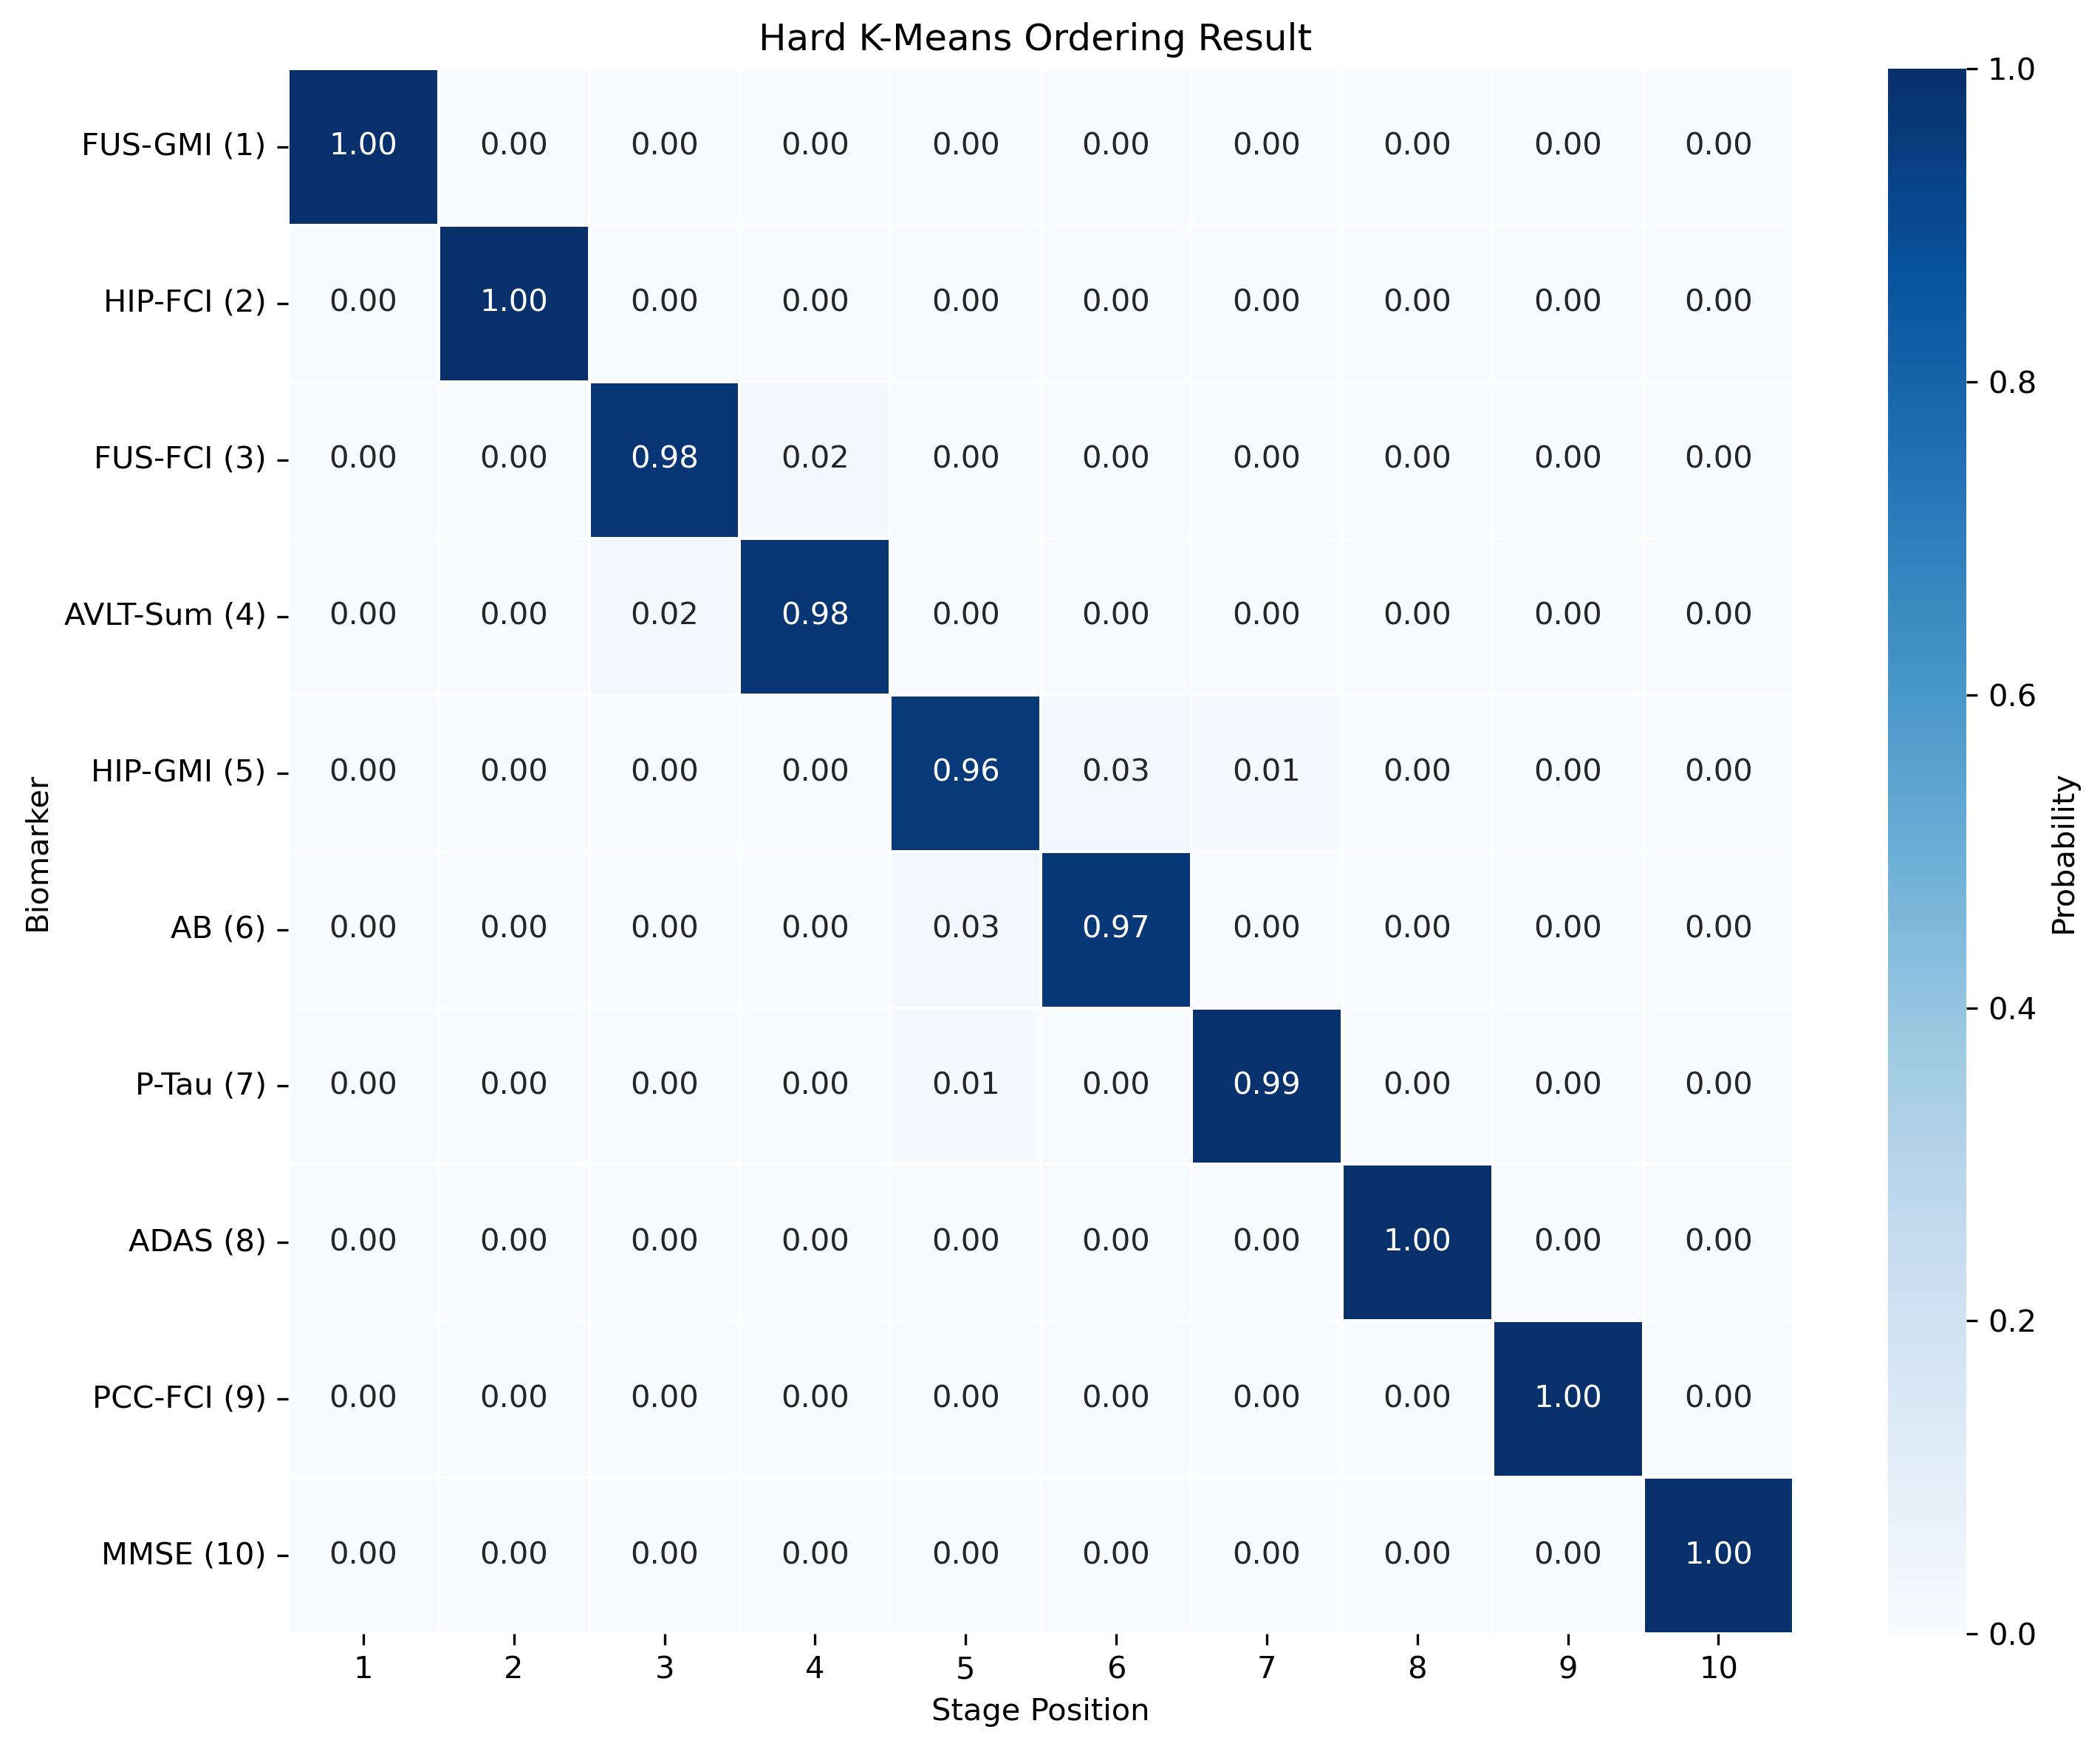 Hard K-Means Ordering Result
FUS-GMI (1) 1.00 0.00 0.00 0.00 0.00 0.00 0.00 0.00 0.00 0.00
HIP-FCI (2) 0.00 1.00 0.00 0.00 0.00 0.00 0.00 0.00 0.00 0.00
FUS-FCI (3) 0.00 0.00 0.98 0.02 0.00 0.00 0.00 0.00 0.00 0.00
AVLT-Sum (4) 0.00 0.00 0.02 0.98 0.00 0.00 0.00 0.00 0.00 0.00
HIP-GMI (5) 0.00 0.00 0.00 0.00 0.96 0.03 0.01 0.00 0.00 0.00
AB (6) 0.00 0.00 0.00 0.00 0.03 0.97 0.00 0.00 0.00 0.00
P-Tau (7) 0.00 0.00 0.00 0.00 0.01 0.00 0.99 0.00 0.00 0.00
ADAS (8) 0.00 0.00 0.00 0.00 0.00 0.00 0.00 1.00 0.00 0.00
PCC-FCI (9) 0.00 0.00 0.00 0.00 0.00 0.00 0.00 0.00 1.00 0.00
MMSE (10) 0.00 0.00 0.00 0.00 0.00 0.00 0.00 0.00 0.00 1.00
1 2 3 4 5 6 7 8 9 10
Stage Position
Biomarker
1.0
0.8
0.6
0.4
0.2
0.0
Probability